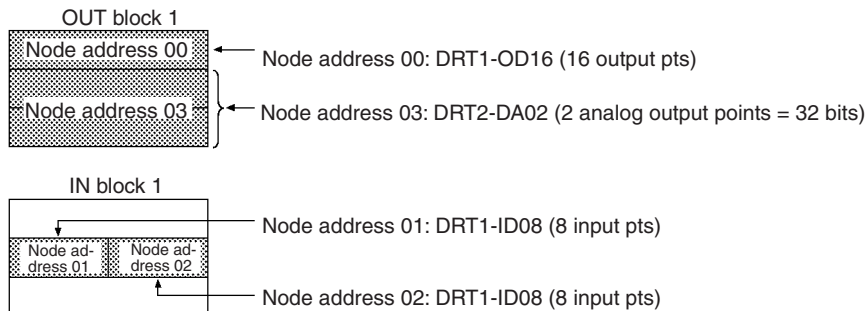 OUT block 1
Node address 00
Node address 00: DRT1-OD16 (16 output pts)
Node address 03
Node address 03: DRT2-DA02 (2 analog output points = 32 bits)
IN block 1
Node address 01: DRT1-ID08 (8 input pts)
Node ad-
dress 01
Node ad-
dress 02
Node address 02: DRT1-ID08 (8 input pts)